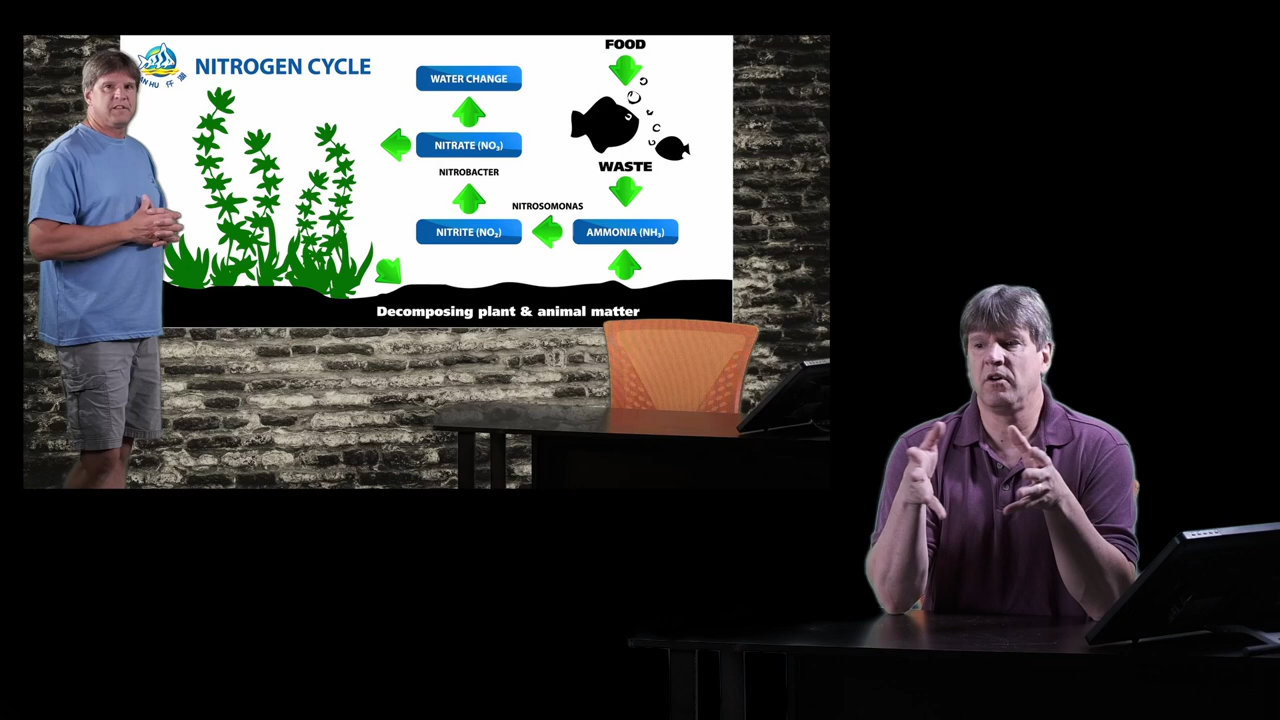 NITROGEN CYCLE
FOOD
WATER CHANGE
NITRATE (NO₃)
WASTE
NITROBACTER
NITROSOMONAS
NITRITE (NO₂)
AMMONIA (NH₃)
Decomposing plant & animal matter